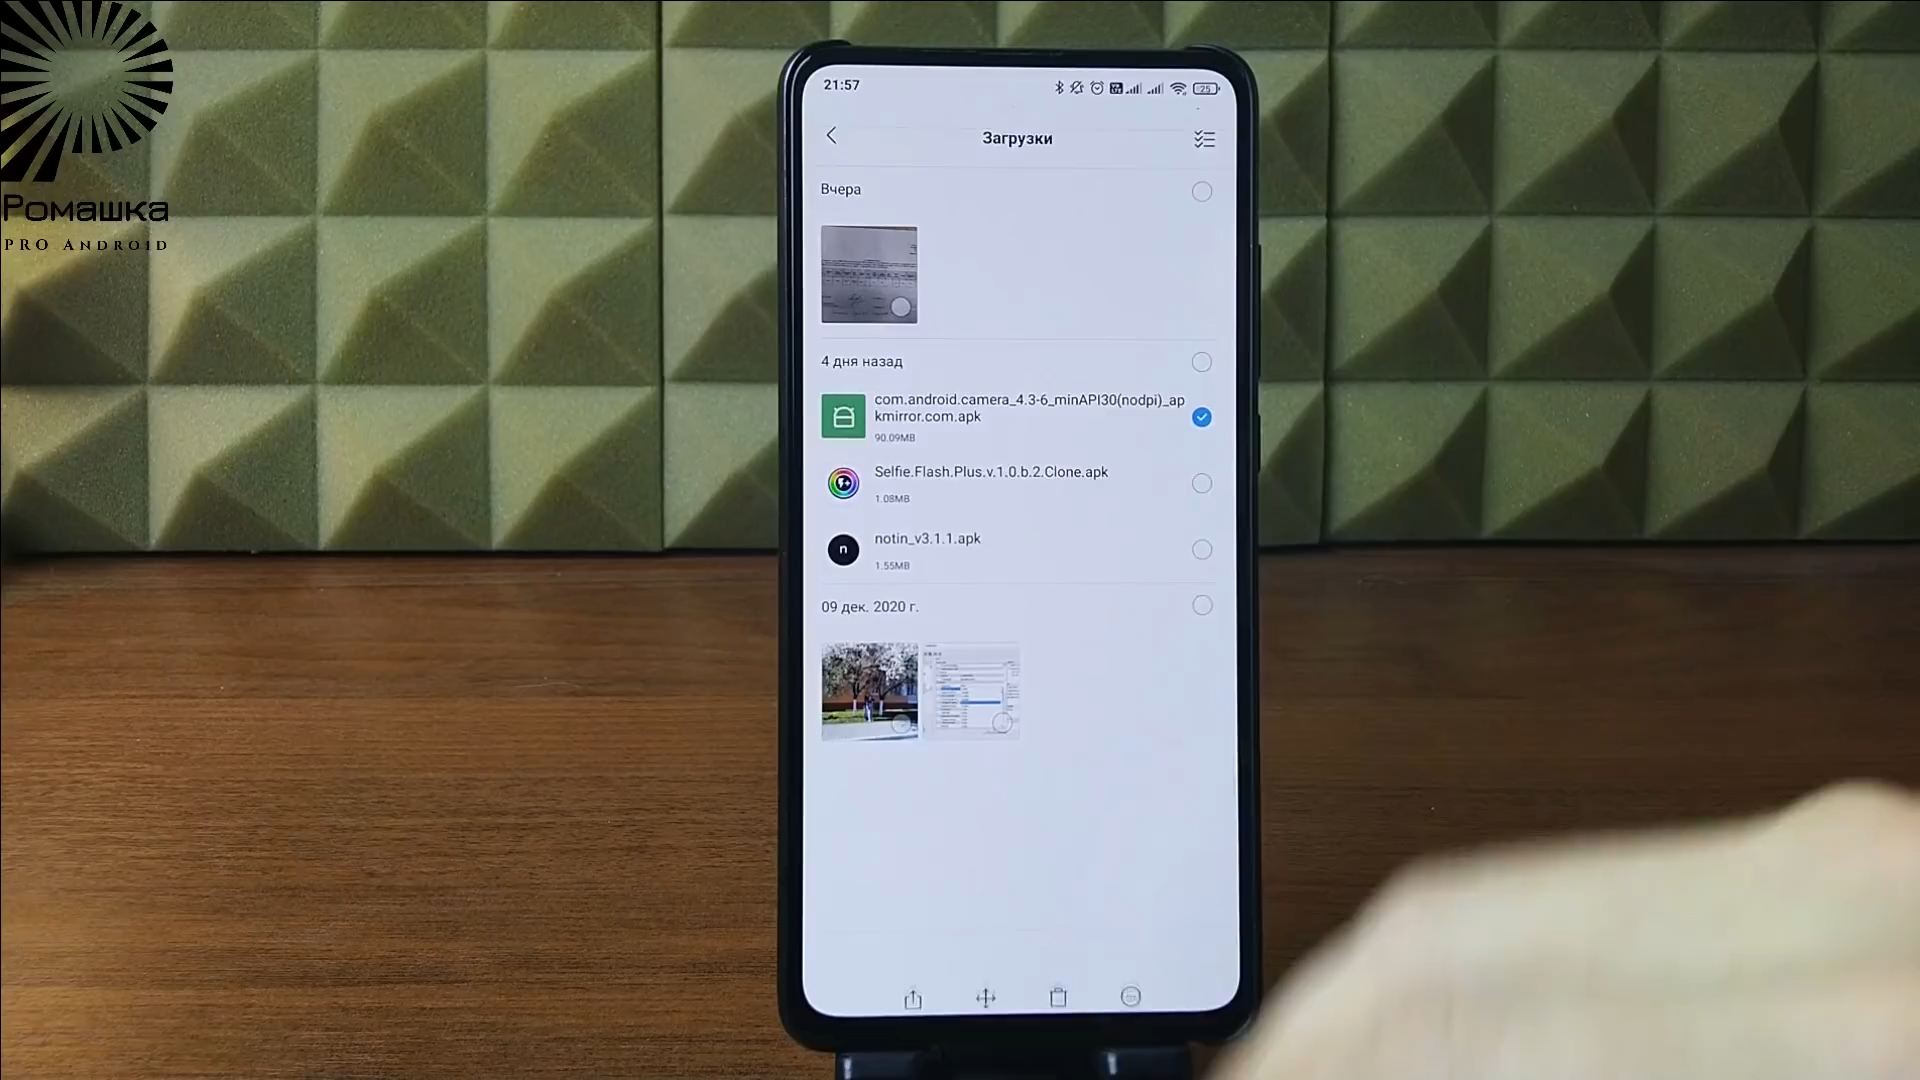 Ромашка
PRO Android
21:57
25
Загрузки
Вчера
4 дня назад
com.android.camera_4.3-6_minAPI30(nodpi)_ap
kmirror.com.apk
90.09MB
Selfie.Flash.Plus.v.1.0.b.2.Clone.apk
1.08MB
n
notin_v3.1.1.apk
1.55MB
09 дек. 2020 г.